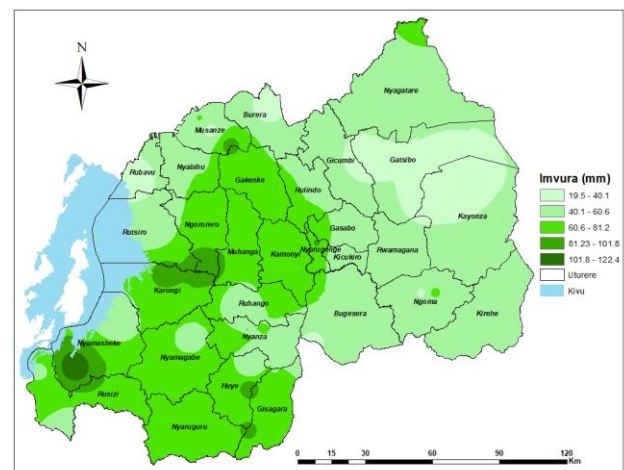 N
Nyagatare
Burera
Musanze
Gicumbi
Gatsibo
Rubavu
Nyabihu
Gakenke
Rulindo
Kayonza
Rutsiro
Ngororero
Gasabo
Muhanga
Kamonyi
Nyarugenge
Kicukiro
Rwamagana
Karongi
Ruhango
Bugesera
Ngoma
Kirehe
Nyamasheke
Nyanza
Nyamagabe
Huye
Rusizi
Gisagara
Nyaruguru
Imvura (mm)
19.5 - 40.1
40.1 - 60.6
60.6 - 81.2
81.23 - 101.8
101.8 - 122.4
Uturere
Kivu
0 15 30 60 90 120
Km